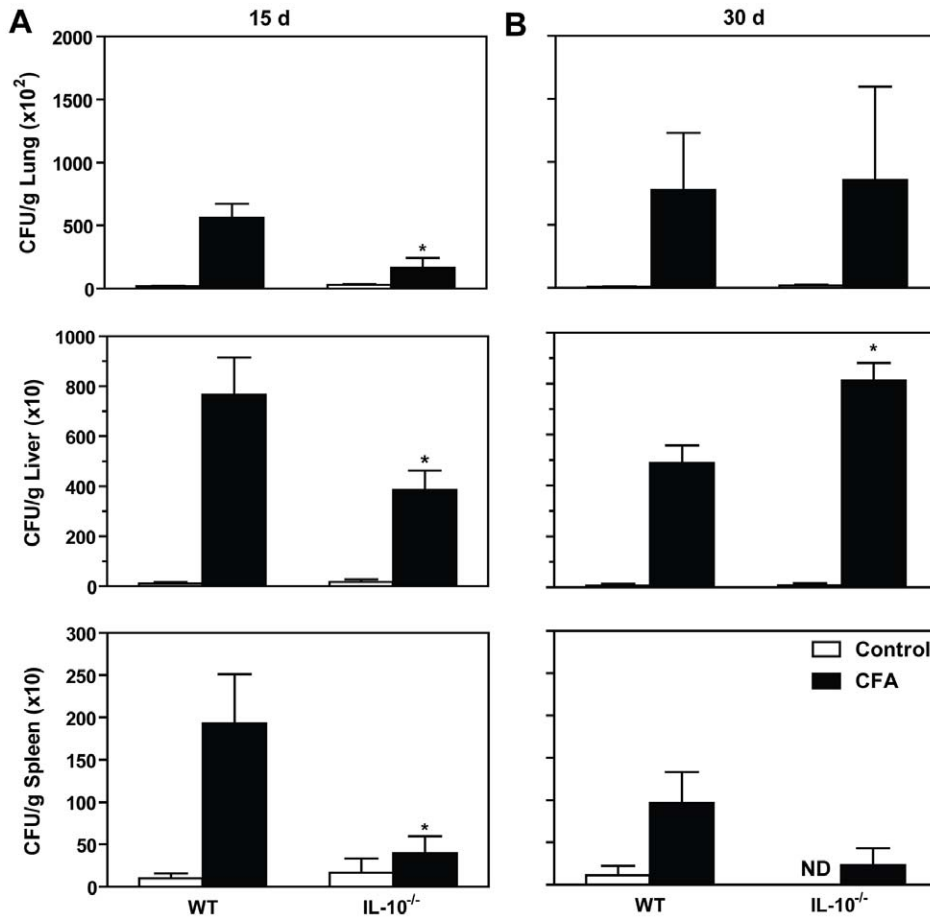 A
15 d
B
30 d
CFU/g Lung (x10²)
2000
1500
1000
500
0
*
CFU/g Liver (x10)
1000
800
600
400
200
0
*
*
CFU/g Spleen (x10)
300
250
200
150
100
50
0
*
Control
CFA
ND
WT
IL-10⁻/⁻
WT
IL-10⁻/⁻